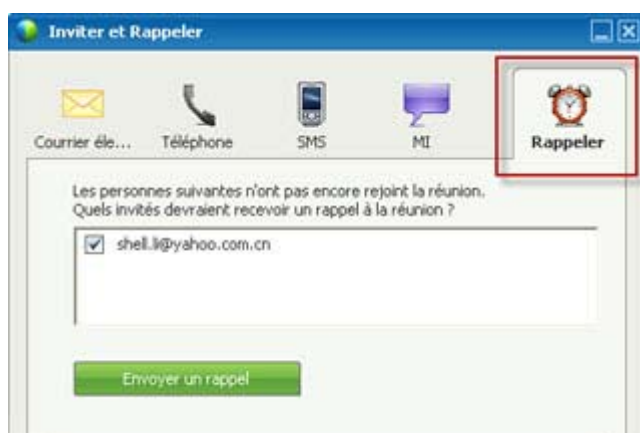 Inviter et Rappeler
Courrier éle...
Téléphone
SMS
MI
Rappeler
Les personnes suivantes n'ont pas encore rejoint la réunion.
Quels invités devraient recevoir un rappel à la réunion ?
shell.li@yahoo.com.cn
Envoyer un rappel